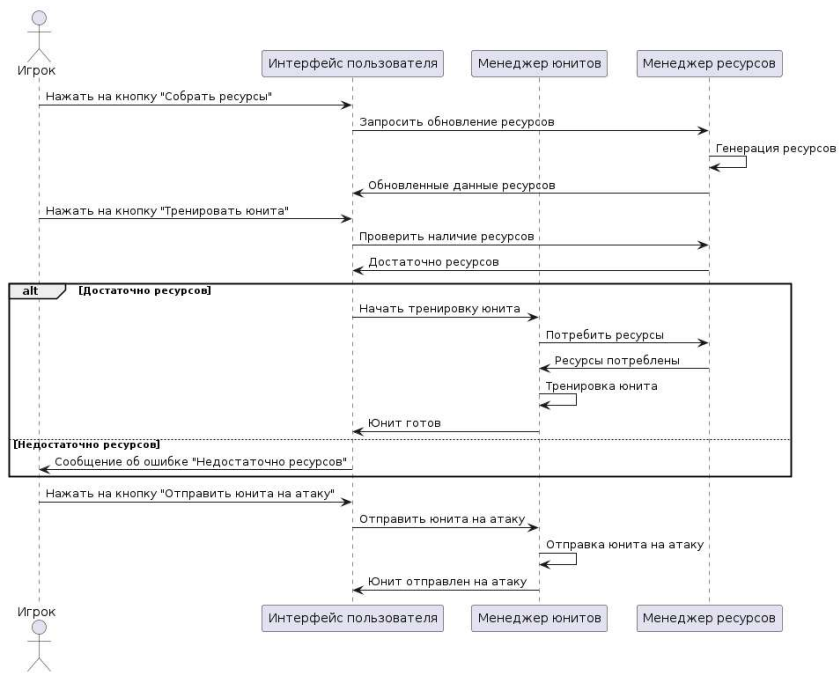 Игрок
Интерфейс пользователя
Менеджер юнитов
Менеджер ресурсов
Нажать на кнопку "Собрать ресурсы"
Запросить обновление ресурсов
Генерация ресурсов
Обновленные данные ресурсов
Нажать на кнопку "Тренировать юнита"
Проверить наличие ресурсов
Достаточно ресурсов
alt [Достаточно ресурсов]
Начать тренировку юнита
Потребить ресурсы
Ресурсы потреблены
Тренировка юнита
Юнит готов
[Недостаточно ресурсов]
Сообщение об ошибке "Недостаточно ресурсов"
Нажать на кнопку "Отправить юнита на атаку"
Отправить юнита на атаку
Отправка юнита на атаку
Юнит отправлен на атаку
Игрок
Интерфейс пользователя
Менеджер юнитов
Менеджер ресурсов